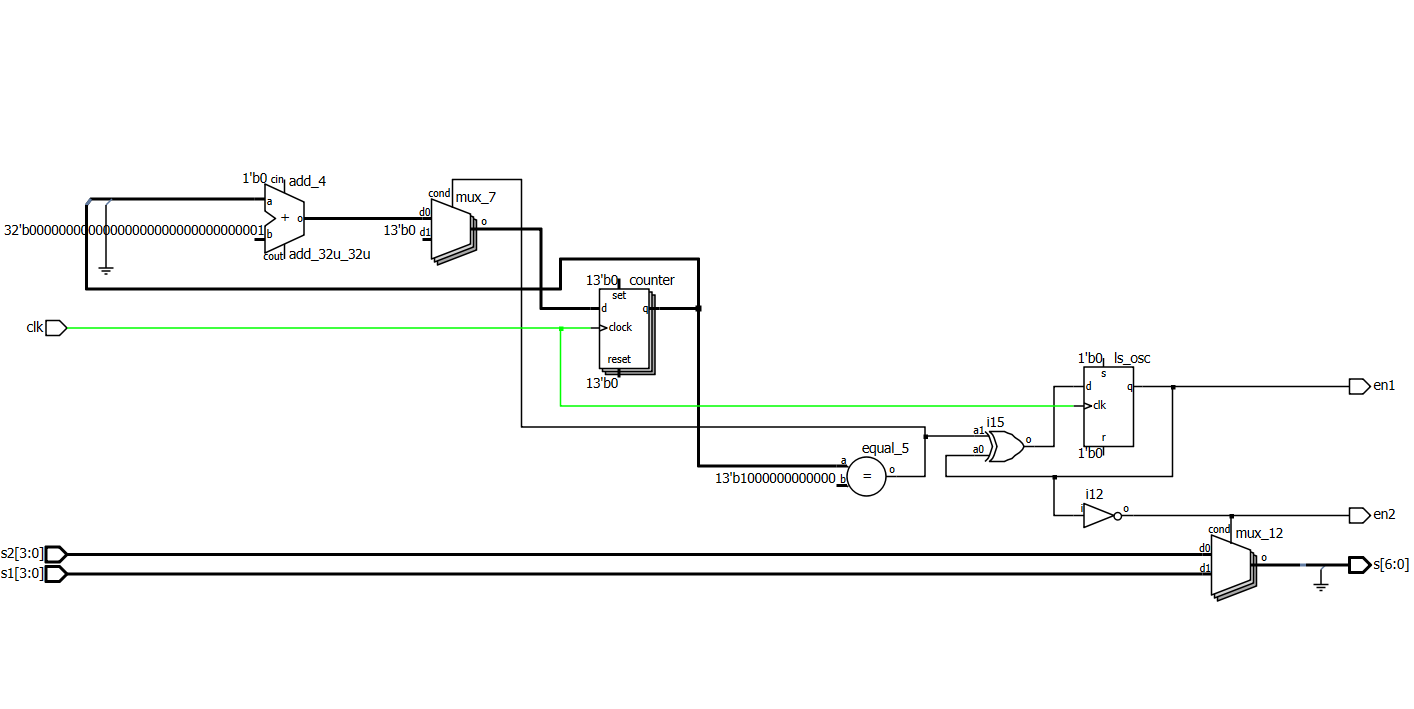 1'b0 cin add_4
a
+ o
32'b00000000000000000000000000000001 b
cout add_32u_32u
cond mux_7
d0 o
13'b0 d1
13'b0 counter
set
d q
clock
reset
13'b0
clk
1'b0 ls_osc
s
d q
clk
r
1'b0
en1
i15
a1 o
a0
equal_5
a
= o
13'b1000000000000 b
i12
i o
en2
cond mux_12
s2[3:0] d0 o
s1[3:0] d1
s[6:0]